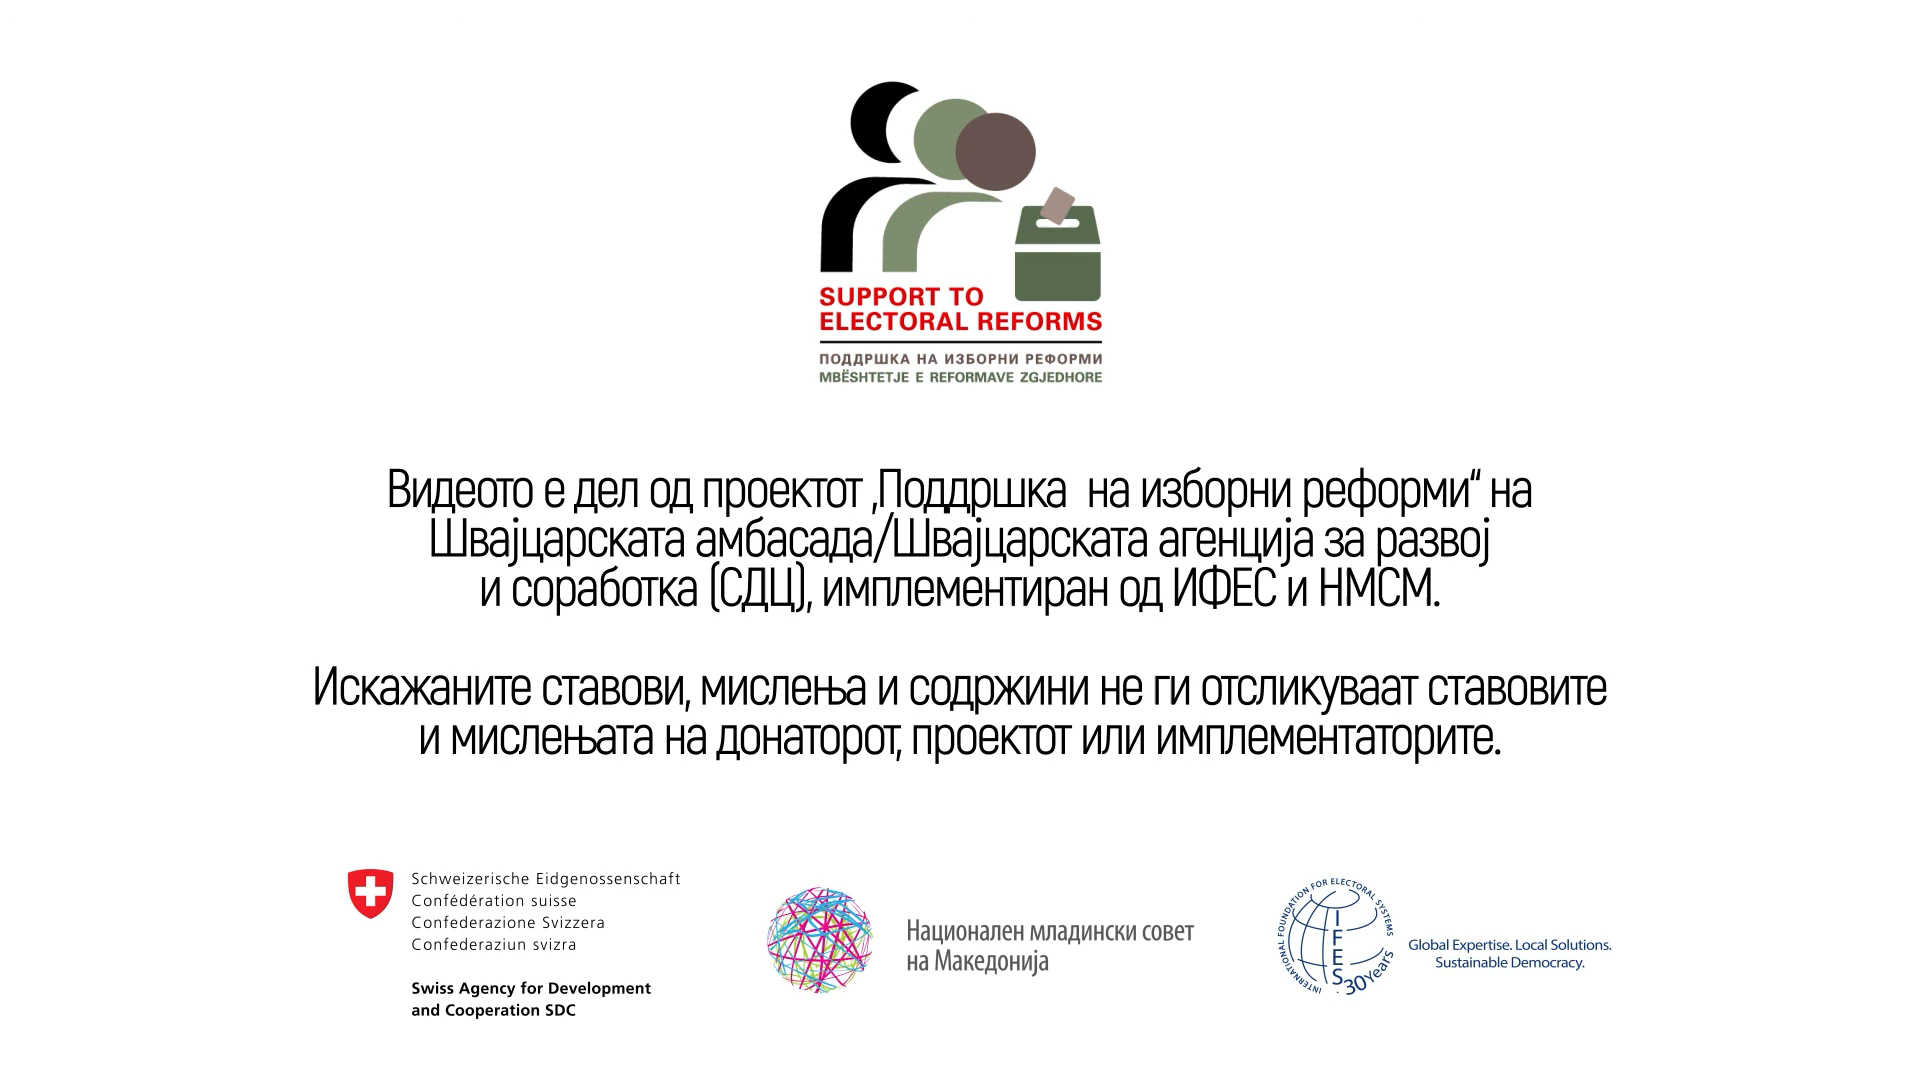 SUPPORT TO
ELECTORAL REFORMS
ПОДДРШКА НА ИЗБОРНИ РЕФОРМИ
MBËSHTETJE E REFORMAVE ZGJEDHORE
Видеото е дел од проектот ‚Поддршка  на изборни реформи“ на
Швајцарската амбасада/Швајцарската агенција за развој
и соработка (СДЦ), имплементиран од ИФЕС и НМСМ.
Искажаните ставови, мислења и содржини не ги отсликуваат ставовите
и мислењата на донаторот, проектот или имплементаторите.
Schweizerische Eidgenossenschaft
Confédération suisse
Confederazione Svizzera
Confederaziun svizra
Swiss Agency for Development
and Cooperation SDC
Национален младински совет
на Македонија
INTERNATIONAL FOUNDATION FOR ELECTORAL SYSTEMS
IFES
30Years
Global Expertise. Local Solutions.
Sustainable Democracy.